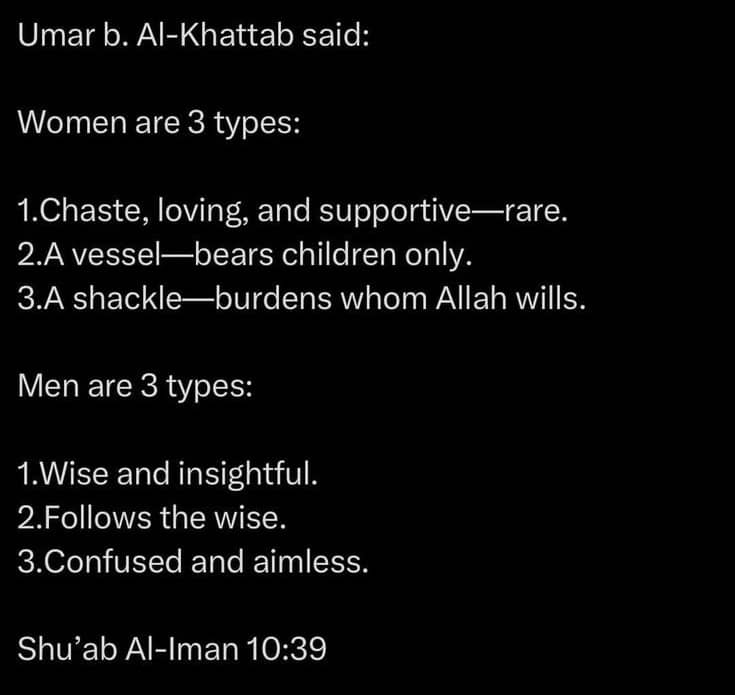 Umar b. Al-Khattab said:
Women are 3 types:
1.Chaste, loving, and supportive—rare.
2.A vessel—bears children only.
3.A shackle—burdens whom Allah wills.
Men are 3 types:
1.Wise and insightful.
2.Follows the wise.
3.Confused and aimless.
Shu’ab Al-Iman 10:39